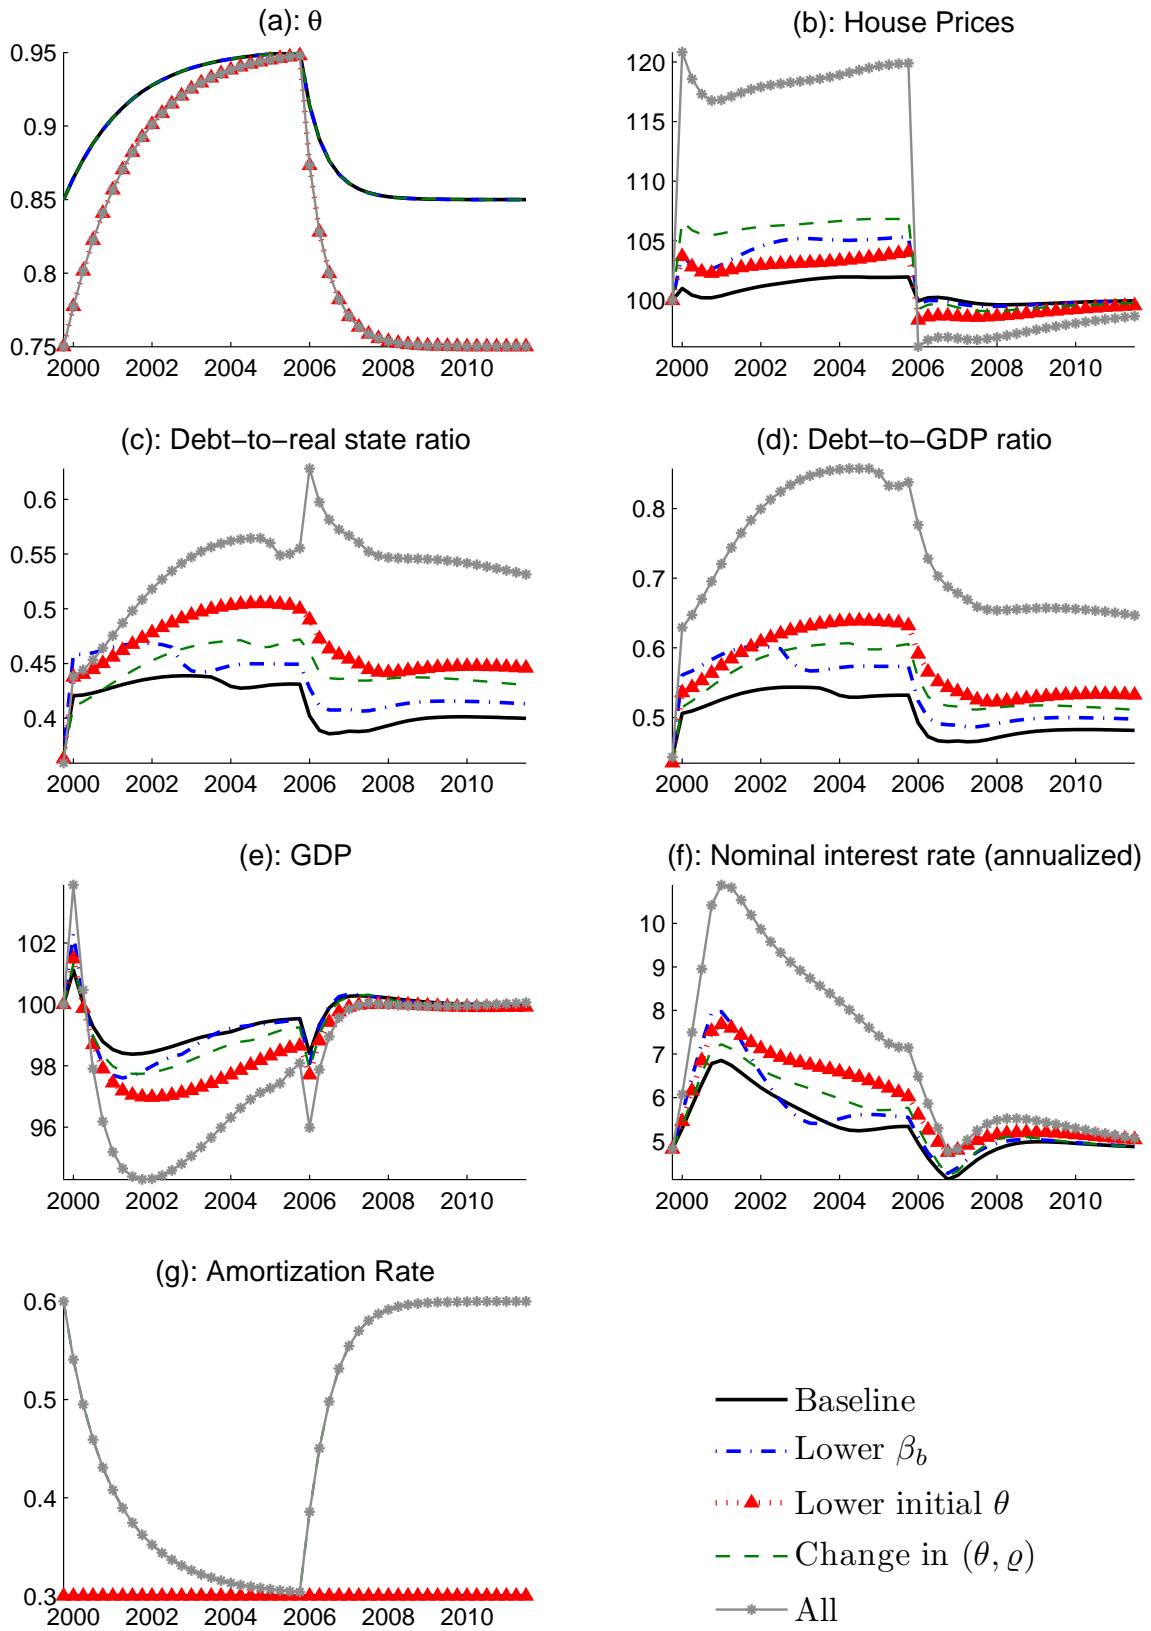 (a): θ
0.95
0.9
0.85
0.8
0.75
2000 2002 2004 2006 2008 2010
(b): House Prices
120
115
110
105
100
2000 2002 2004 2006 2008 2010
(c): Debt−to−real state ratio
0.6
0.55
0.5
0.45
0.4
2000 2002 2004 2006 2008 2010
(d): Debt−to−GDP ratio
0.8
0.7
0.6
0.5
2000 2002 2004 2006 2008 2010
(e): GDP
102
100
98
96
2000 2002 2004 2006 2008 2010
(f): Nominal interest rate (annualized)
10
9
8
7
6
5
2000 2002 2004 2006 2008 2010
(g): Amortization Rate
0.6
0.5
0.4
0.3
2000 2002 2004 2006 2008 2010
Baseline
Lower β_b
Lower initial θ
Change in (θ, ϱ)
All